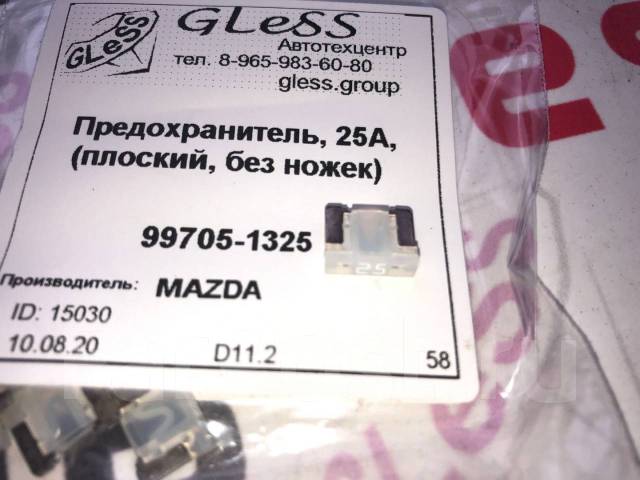 GLeSS
GLeSS
Автотехцентр
тел. 8-965-983-60-80
gless.group
Предохранитель, 25А,
(плоский, без ножек)
99705-1325
25
Производитель: MAZDA
ID: 15030
10.08.20 D11.2 58